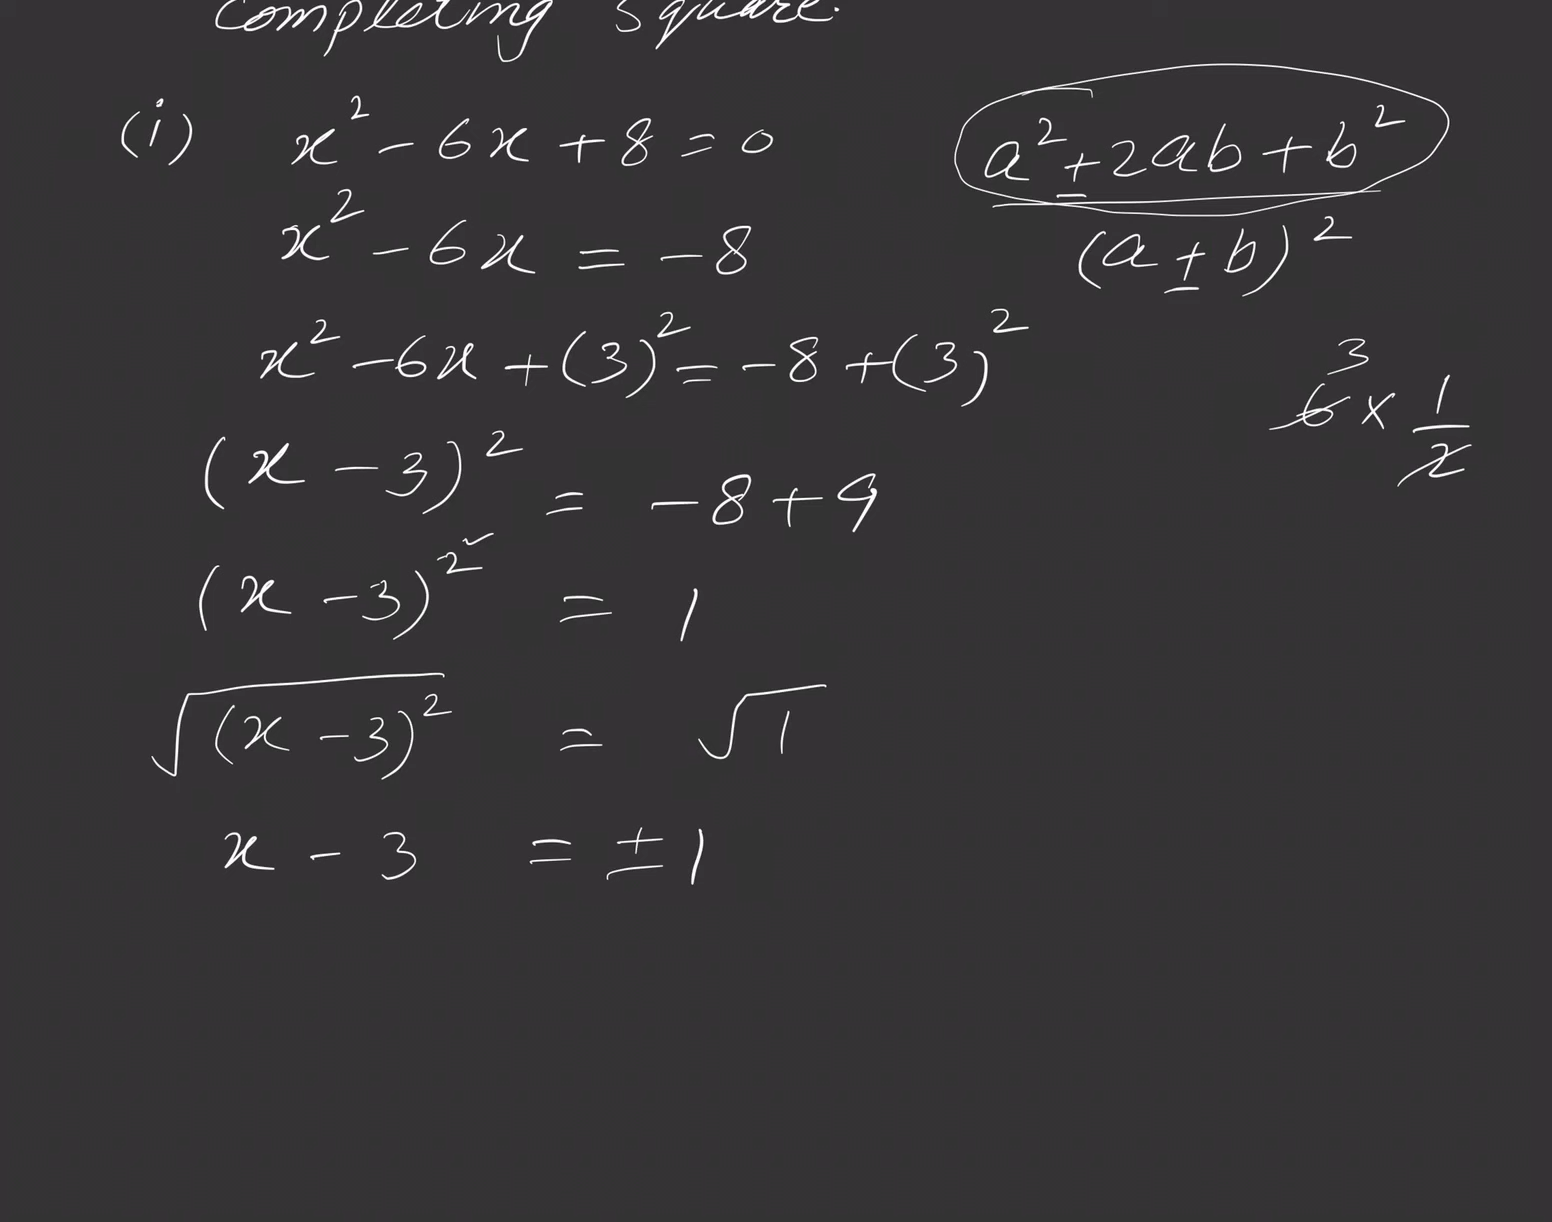 completing square.
(i) x² - 6x + 8 = 0
x² - 6x = -8
x² - 6x + (3)² = -8 + (3)²
(x - 3)² = -8 + 9
(x - 3)² = 1
√(x - 3)² = √1
x - 3 = ± 1
a² ± 2ab + b²
(a ± b)²
3
6 × 1/2